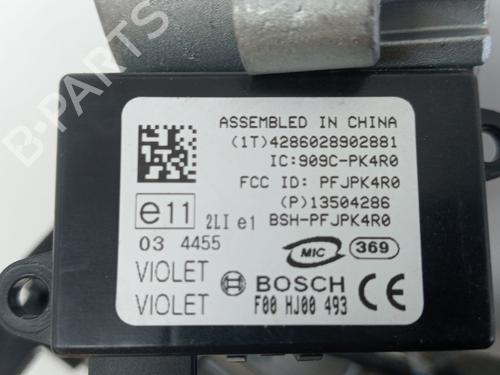 B-PARTS
ASSEMBLED IN CHINA
(1T)4286028902881
IC:909C-PK4R0
FCC ID: PFJPK4R0
(P)13504286
e11 2LI e1 BSH-PFJPK4R0
03 4455
MIC 369
VIOLET
BOSCH CE
VIOLET
F00 HJ00 493